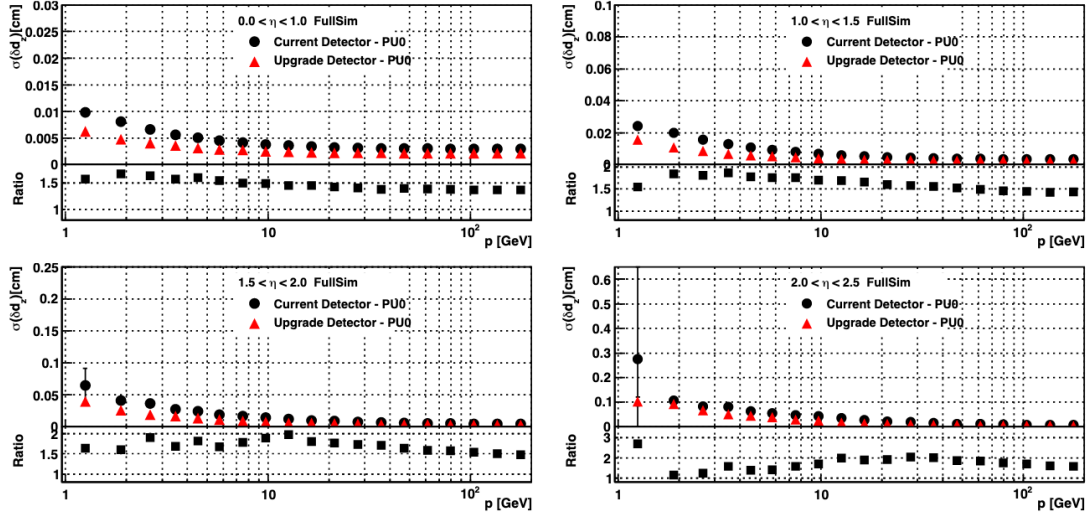 0.0 < η < 1.0 FullSim
Current Detector - PU0
Upgrade Detector - PU0
σ(δd_z)[cm]
0.03
0.025
0.02
0.015
0.01
0.005
0
Ratio
1.5
1
1
10
10²
p [GeV]
1.0 < η < 1.5 FullSim
Current Detector - PU0
Upgrade Detector - PU0
σ(δd_z)[cm]
0.1
0.08
0.06
0.04
0.02
0
Ratio
2
1.5
1
1
10
10²
p [GeV]
1.5 < η < 2.0 FullSim
Current Detector - PU0
Upgrade Detector - PU0
σ(δd_z)[cm]
0.25
0.2
0.15
0.1
0.05
0
Ratio
2
1.5
1
1
10
10²
p [GeV]
2.0 < η < 2.5 FullSim
Current Detector - PU0
Upgrade Detector - PU0
σ(δd_z)[cm]
0.6
0.5
0.4
0.3
0.2
0.1
0
Ratio
3
2
1
1
10
10²
p [GeV]